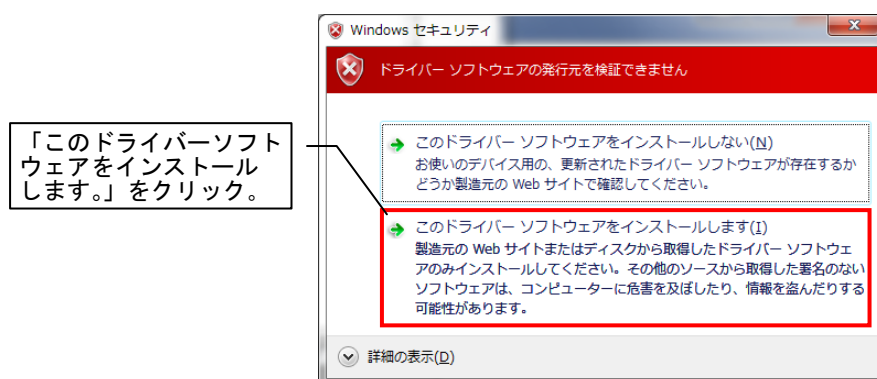 Windows セキュリティ
ドライバー ソフトウェアの発行元を検証できません
「このドライバーソフト
ウェアをインストール
します。」をクリック。
このドライバー ソフトウェアをインストールしない(N)
お使いのデバイス用の、更新されたドライバー ソフトウェアが存在するか
どうか製造元の Web サイトで確認してください。
このドライバー ソフトウェアをインストールします(I)
製造元の Web サイトまたはディスクから取得したドライバー ソフトウェ
アのみインストールしてください。その他のソースから取得した署名のない
ソフトウェアは、コンピューターに危害を及ぼしたり、情報を盗んだりする
可能性があります。
詳細の表示(D)